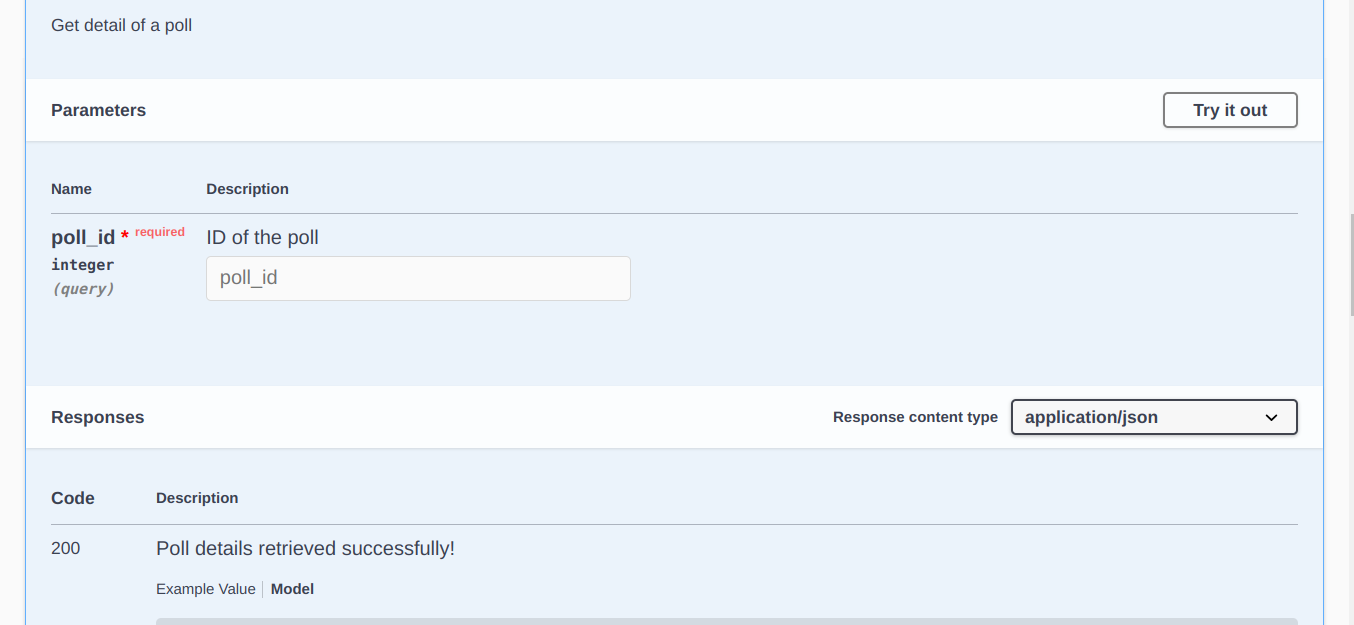 Get detail of a poll
Parameters
Try it out
Name Description
poll_id * required ID of the poll
integer poll_id
(query)
Responses Response content type application/json
Code Description
200 Poll details retrieved successfully!
Example Value Model